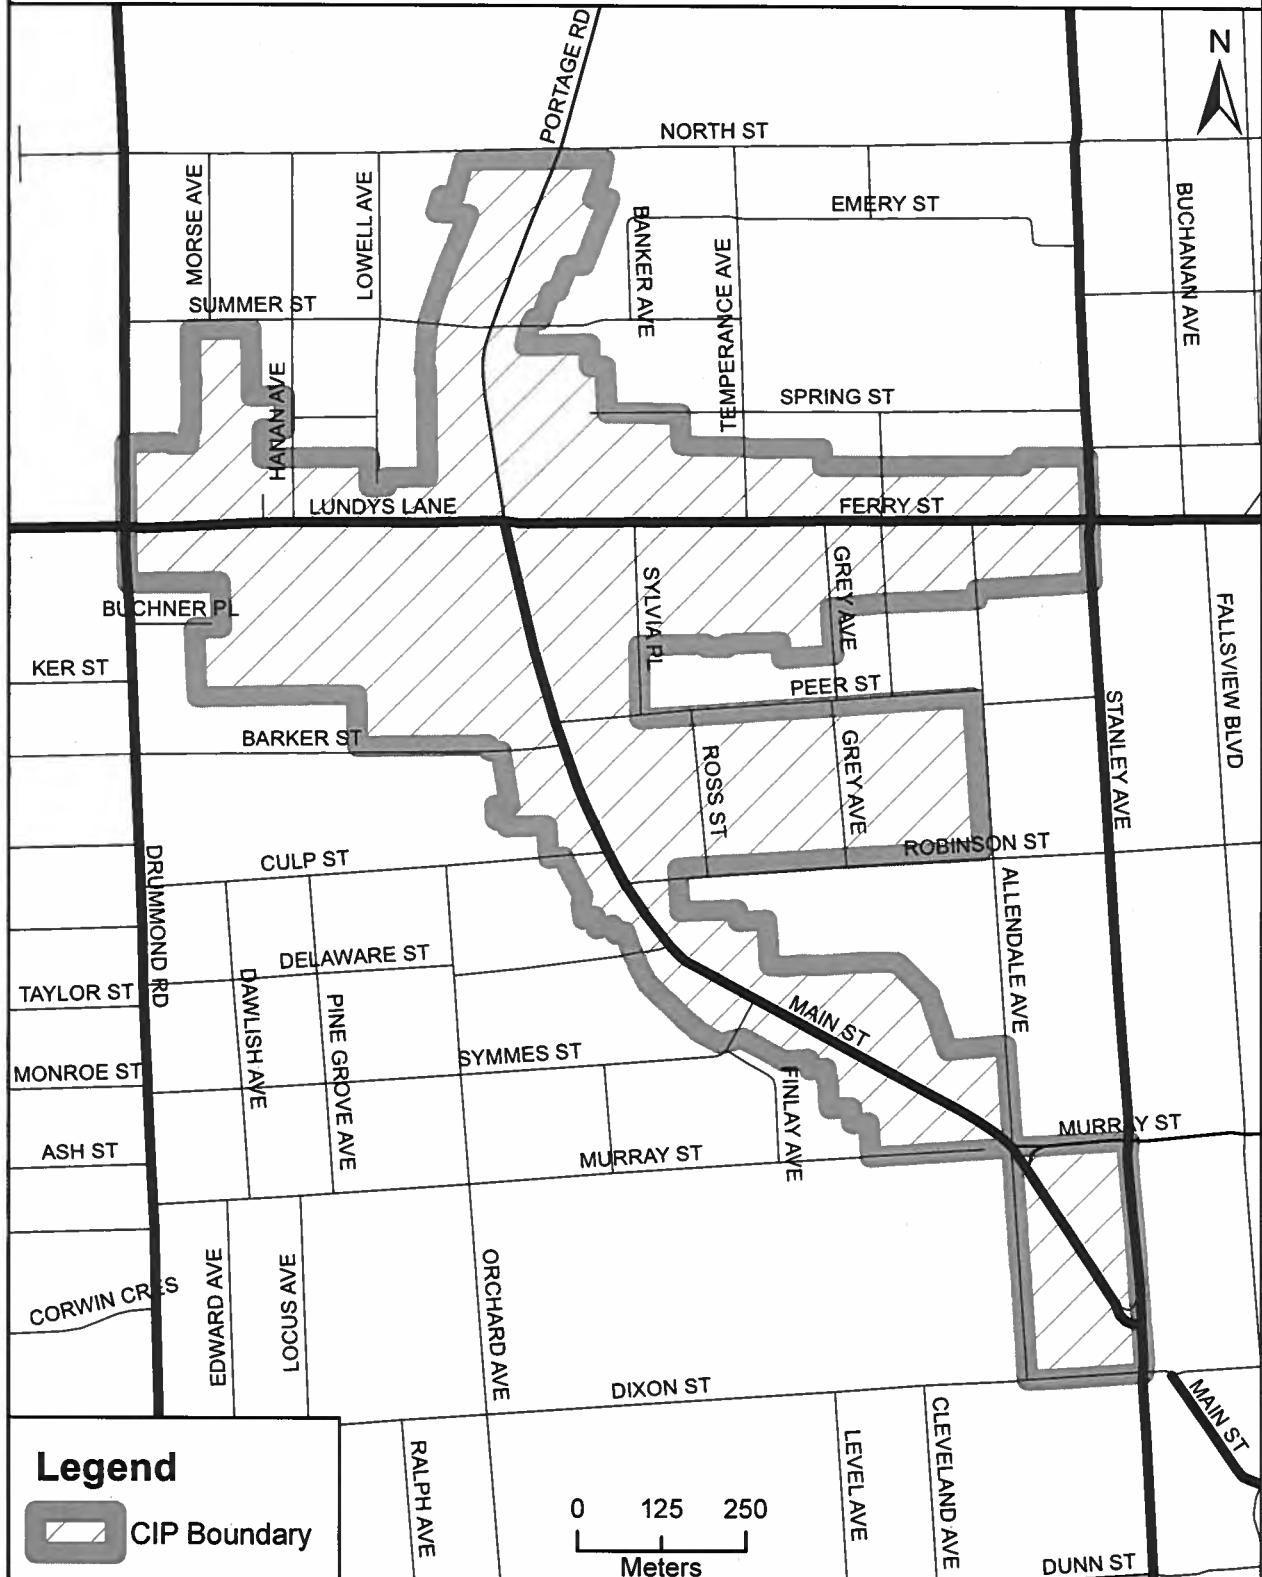 PORTAGE RD
N
NORTH ST
MORSE AVE
LOWELL AVE
BANKER AVE
EMERY ST
BUCHANAN AVE
TEMPERANCE AVE
SUMMER ST
HANAN AVE
SPRING ST
LUNDYS LANE
FERRY ST
SYLVIA PL
GREY AVE
BUCHNER PL
FALLSVIEW BLVD
KER ST
PEER ST
STANLEY AVE
BARKER ST
ROSS ST
GREY AVE
CULP ST
ROBINSON ST
DRUMMOND RD
ALLENDALE AVE
DELAWARE ST
TAYLOR ST
DAWLISH AVE
PINE GROVE AVE
MAIN ST
SYMMES ST
MONROE ST
FINLAY AVE
MURRAY ST
ASH ST
MURRAY ST
EDWARD AVE
LOCUS AVE
ORCHARD AVE
CORWIN CRES
DIXON ST
MAIN ST
RALPH AVE
LEVEL AVE
CLEVELAND AVE
Legend
CIP Boundary
0 125 250
Meters
DUNN ST